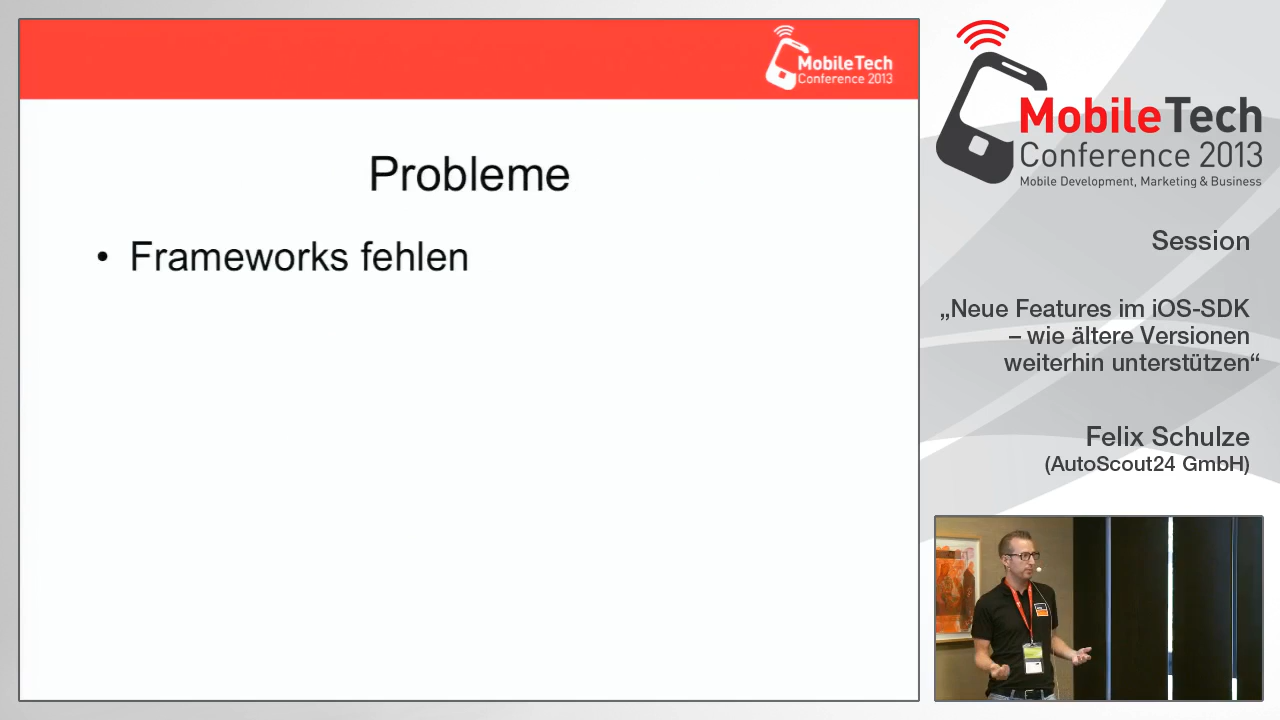 MobileTech
Conference 2013
Probleme
• Frameworks fehlen
MobileTech
Conference 2013
Mobile Development, Marketing & Business
Session
„Neue Features im iOS-SDK
– wie ältere Versionen
weiterhin unterstützen“
Felix Schulze
(AutoScout24 GmbH)